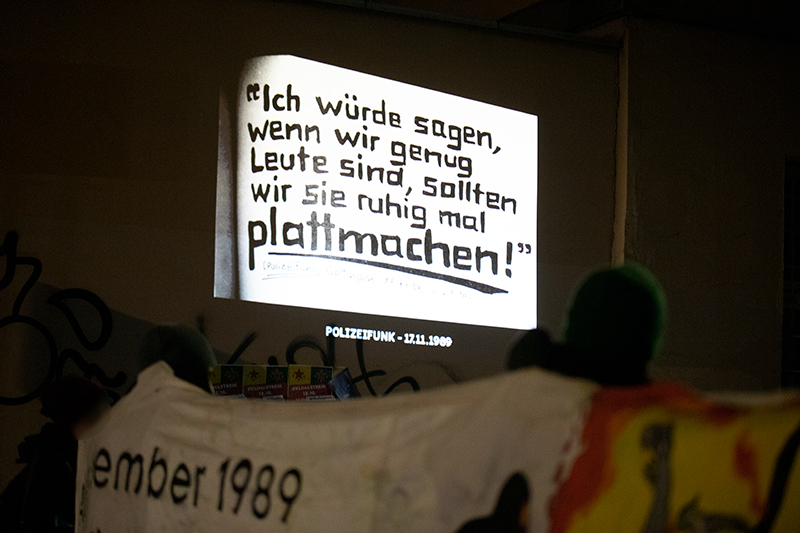 “Ich würde sagen,
wenn wir genug
Leute sind, sollten
wir sie ruhig mal
plattmachen!”
POLIZEIFUNK - 17.11.1989
ember 1989